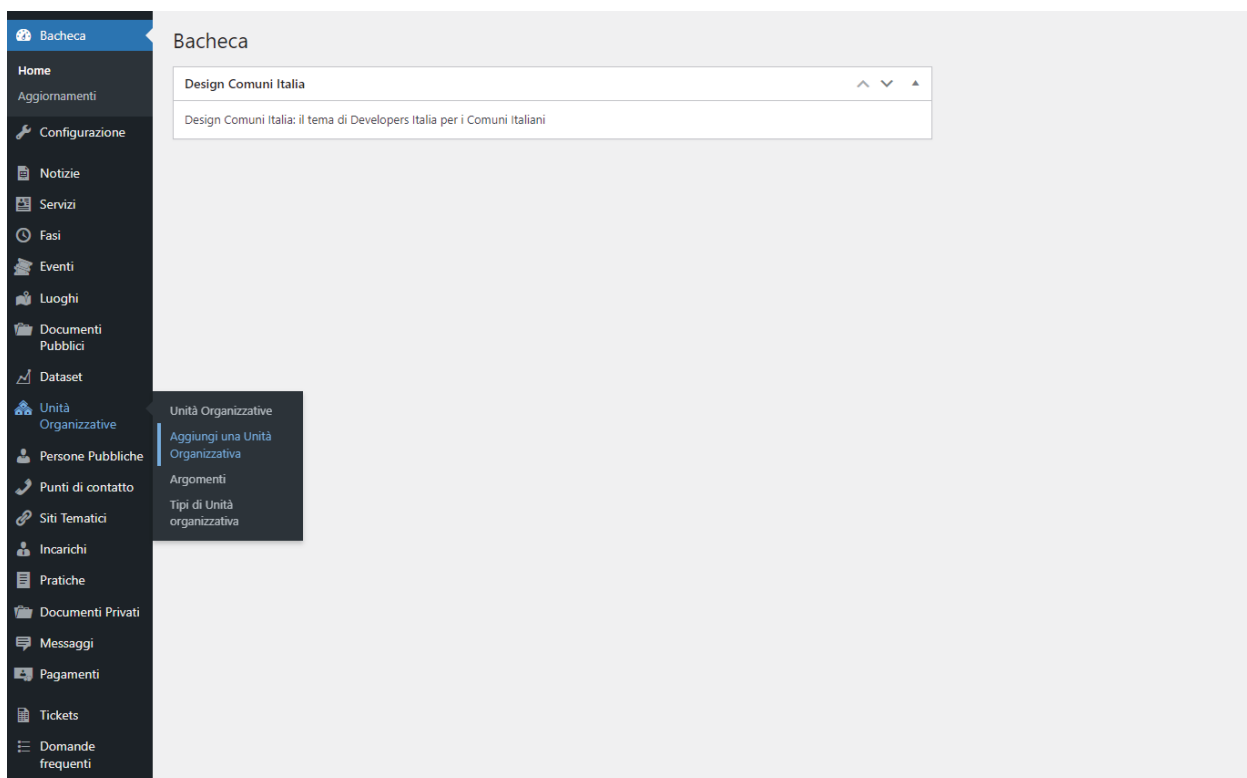 Bacheca
Home
Aggiornamenti
Configurazione
Notizie
Servizi
Fasi
Eventi
Luoghi
Documenti
Pubblici
Dataset
Unità
Organizzative
Persone Pubbliche
Punti di contatto
Siti Tematici
Incarichi
Pratiche
Documenti Privati
Messaggi
Pagamenti
Tickets
Domande
frequenti
Unità Organizzative
Aggiungi una Unità
Organizzativa
Argomenti
Tipi di Unità
organizzativa
Bacheca
Design Comuni Italia
Design Comuni Italia: il tema di Developers Italia per i Comuni Italiani